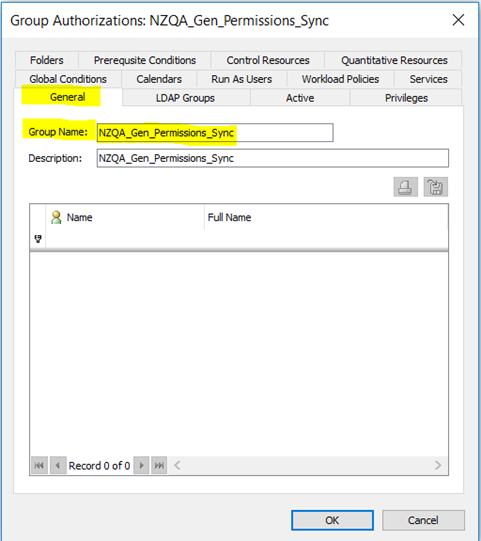 Group Authorizations: NZQA_Gen_Permissions_Sync
Folders Prerequsite Conditions Control Resources Quantitative Resources
Global Conditions Calendars Run As Users Workload Policies Services
General LDAP Groups Active Privileges
Group Name: NZQA_Gen_Permissions_Sync
Description: NZQA_Gen_Permissions_Sync
Name Full Name
Record 0 of 0
OK Cancel